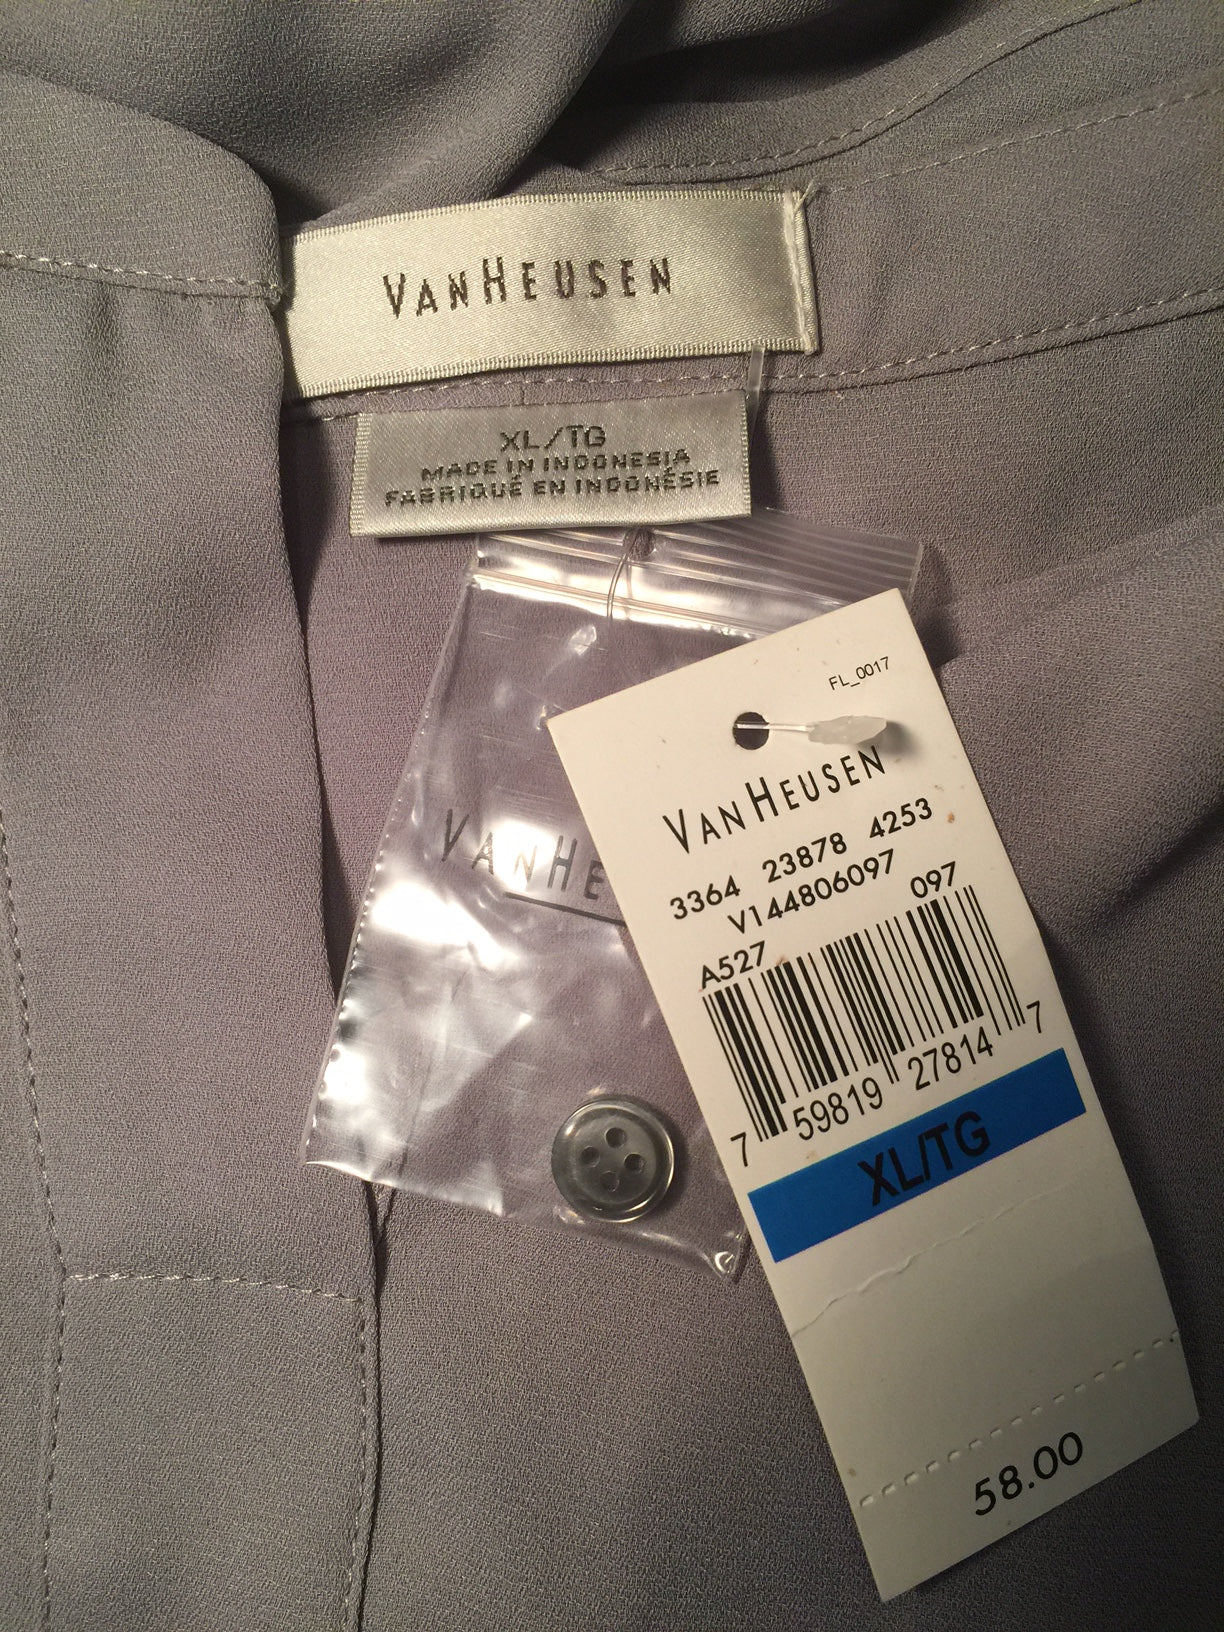 VANHEUSEN
XL/TG
MADE IN INDONESIA
FABRIQUÉ EN INDONÉSIE
VANHE
FL_0017
VANHEUSEN
3364 23878 4253
V144806097
A527 097
7 59819 27814 7
XL/TG
58.00